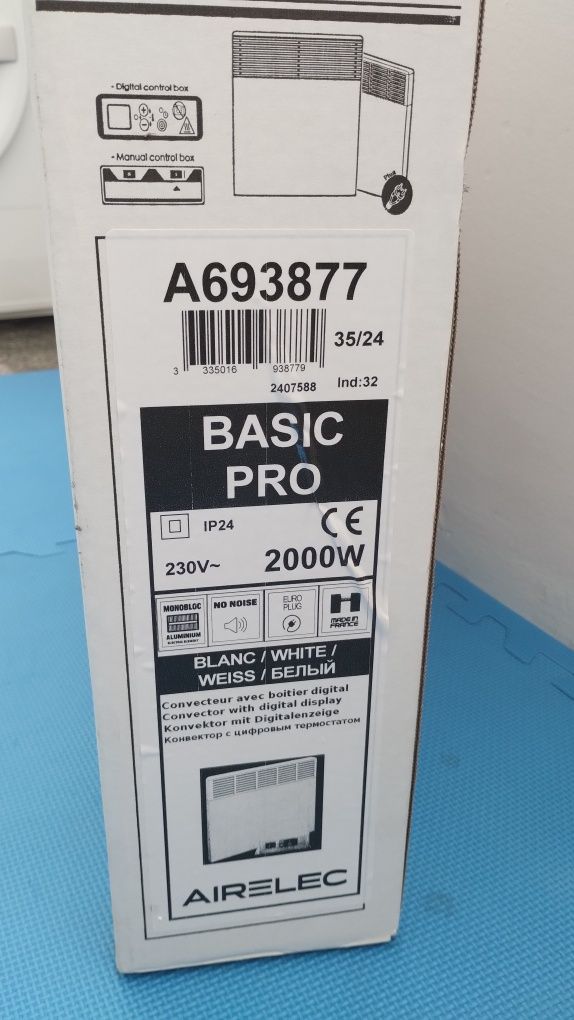 - Digital control box
- Manual control box
Plus
A693877
3 335016 938779
35/24
2407588 Ind:32
BASIC
PRO
IP24 CE
230V~ 2000W
MONOBLOC
ALUMINIUM
NO NOISE
EURO
PLUG
MADE IN
FRANCE
BLANC / WHITE /
WEISS / БЕЛЫЙ
Convecteur avec boitier digital
Convector with digital display
Konvektor mit Digitalenzeige
Конвектор с цифровым термостатом
AIRELEC